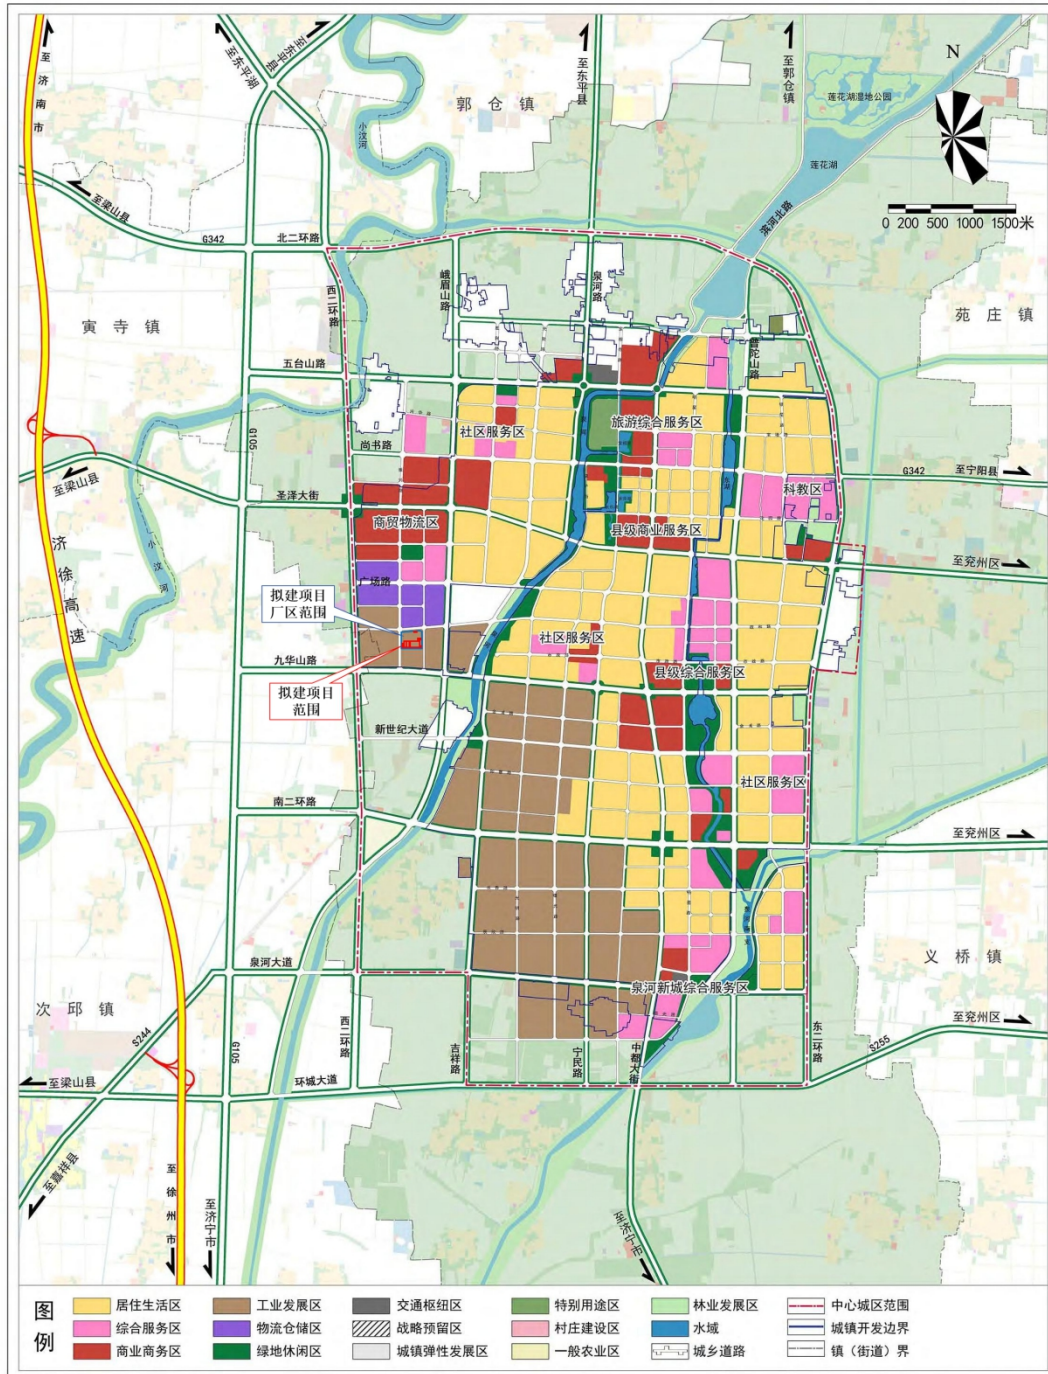 至济南市
至东平湖
至东平县
至东平县
至郭仓镇
N
郭仓镇
小汶河
莲花湖湿地公园
莲花湖
滨河北路
0 200 500 1000 1500米
至梁山县
G342
北二环路
峨眉山路
泉河路
西二环路
寅寺镇
苑庄镇
五台山路
普陀山路
G105
社区服务区
旅游综合服务区
尚书路
至梁山县
G342
至宁阳县
圣泽大街
科教区
商贸物流区
县级商业服务区
济徐高速
小汶河
至兖州区
拟建项目
厂区范围
广场路
社区服务区
九华山路
县级综合服务区
拟建项目
范围
新世纪大道
社区服务区
南二环路
至兖州区
泉河大道
义桥镇
次邱镇
泉河新城综合服务区
S244
G105
西二环路
吉祥路
宁民路
中都大街
东二环路
S255
至兖州区
至梁山县
环城大道
至嘉祥县
至徐州市
至济宁市
至济宁市
图例
居住生活区
工业发展区
交通枢纽区
特别用途区
林业发展区
中心城区范围
综合服务区
物流仓储区
战略预留区
村庄建设区
水域
城镇开发边界
商业商务区
绿地休闲区
城镇弹性发展区
一般农业区
城乡道路
镇（街道）界